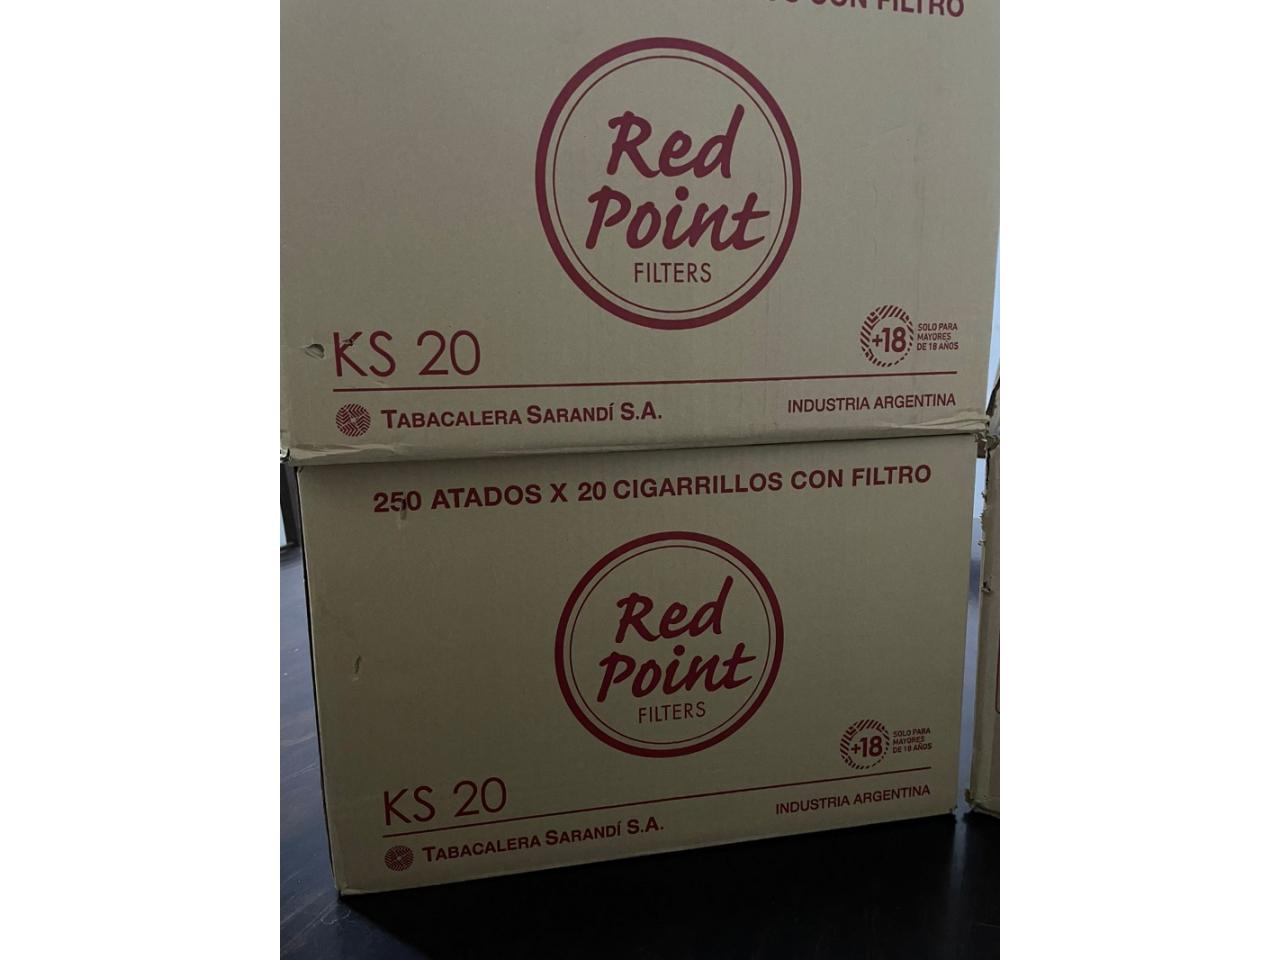 CON FILTRO
Red
Point
FILTERS
KS 20
+18
SOLO PARA
MAYORES
DE 18 AÑOS
TABACALERA SARANDÍ S.A.
INDUSTRIA ARGENTINA
250 ATADOS X 20 CIGARRILLOS CON FILTRO
Red
Point
FILTERS
KS 20
+18
SOLO PARA
MAYORES
DE 18 AÑOS
TABACALERA SARANDÍ S.A.
INDUSTRIA ARGENTINA